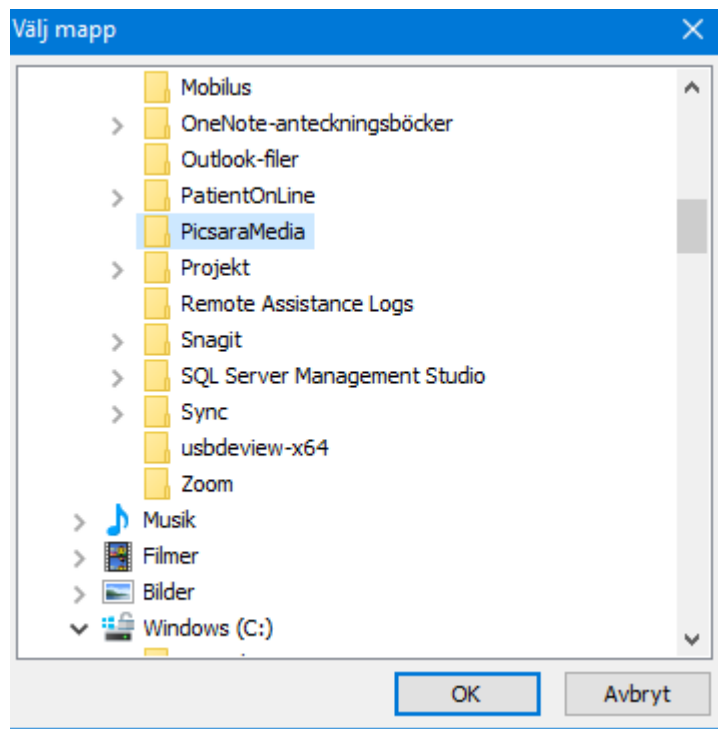 Välj mapp
Mobilus
OneNote-anteckningsböcker
Outlook-filer
PatientOnLine
PicsaraMedia
Projekt
Remote Assistance Logs
Snagit
SQL Server Management Studio
Sync
usbdeview-x64
Zoom
Musik
Filmer
Bilder
Windows (C:)
OK
Avbryt